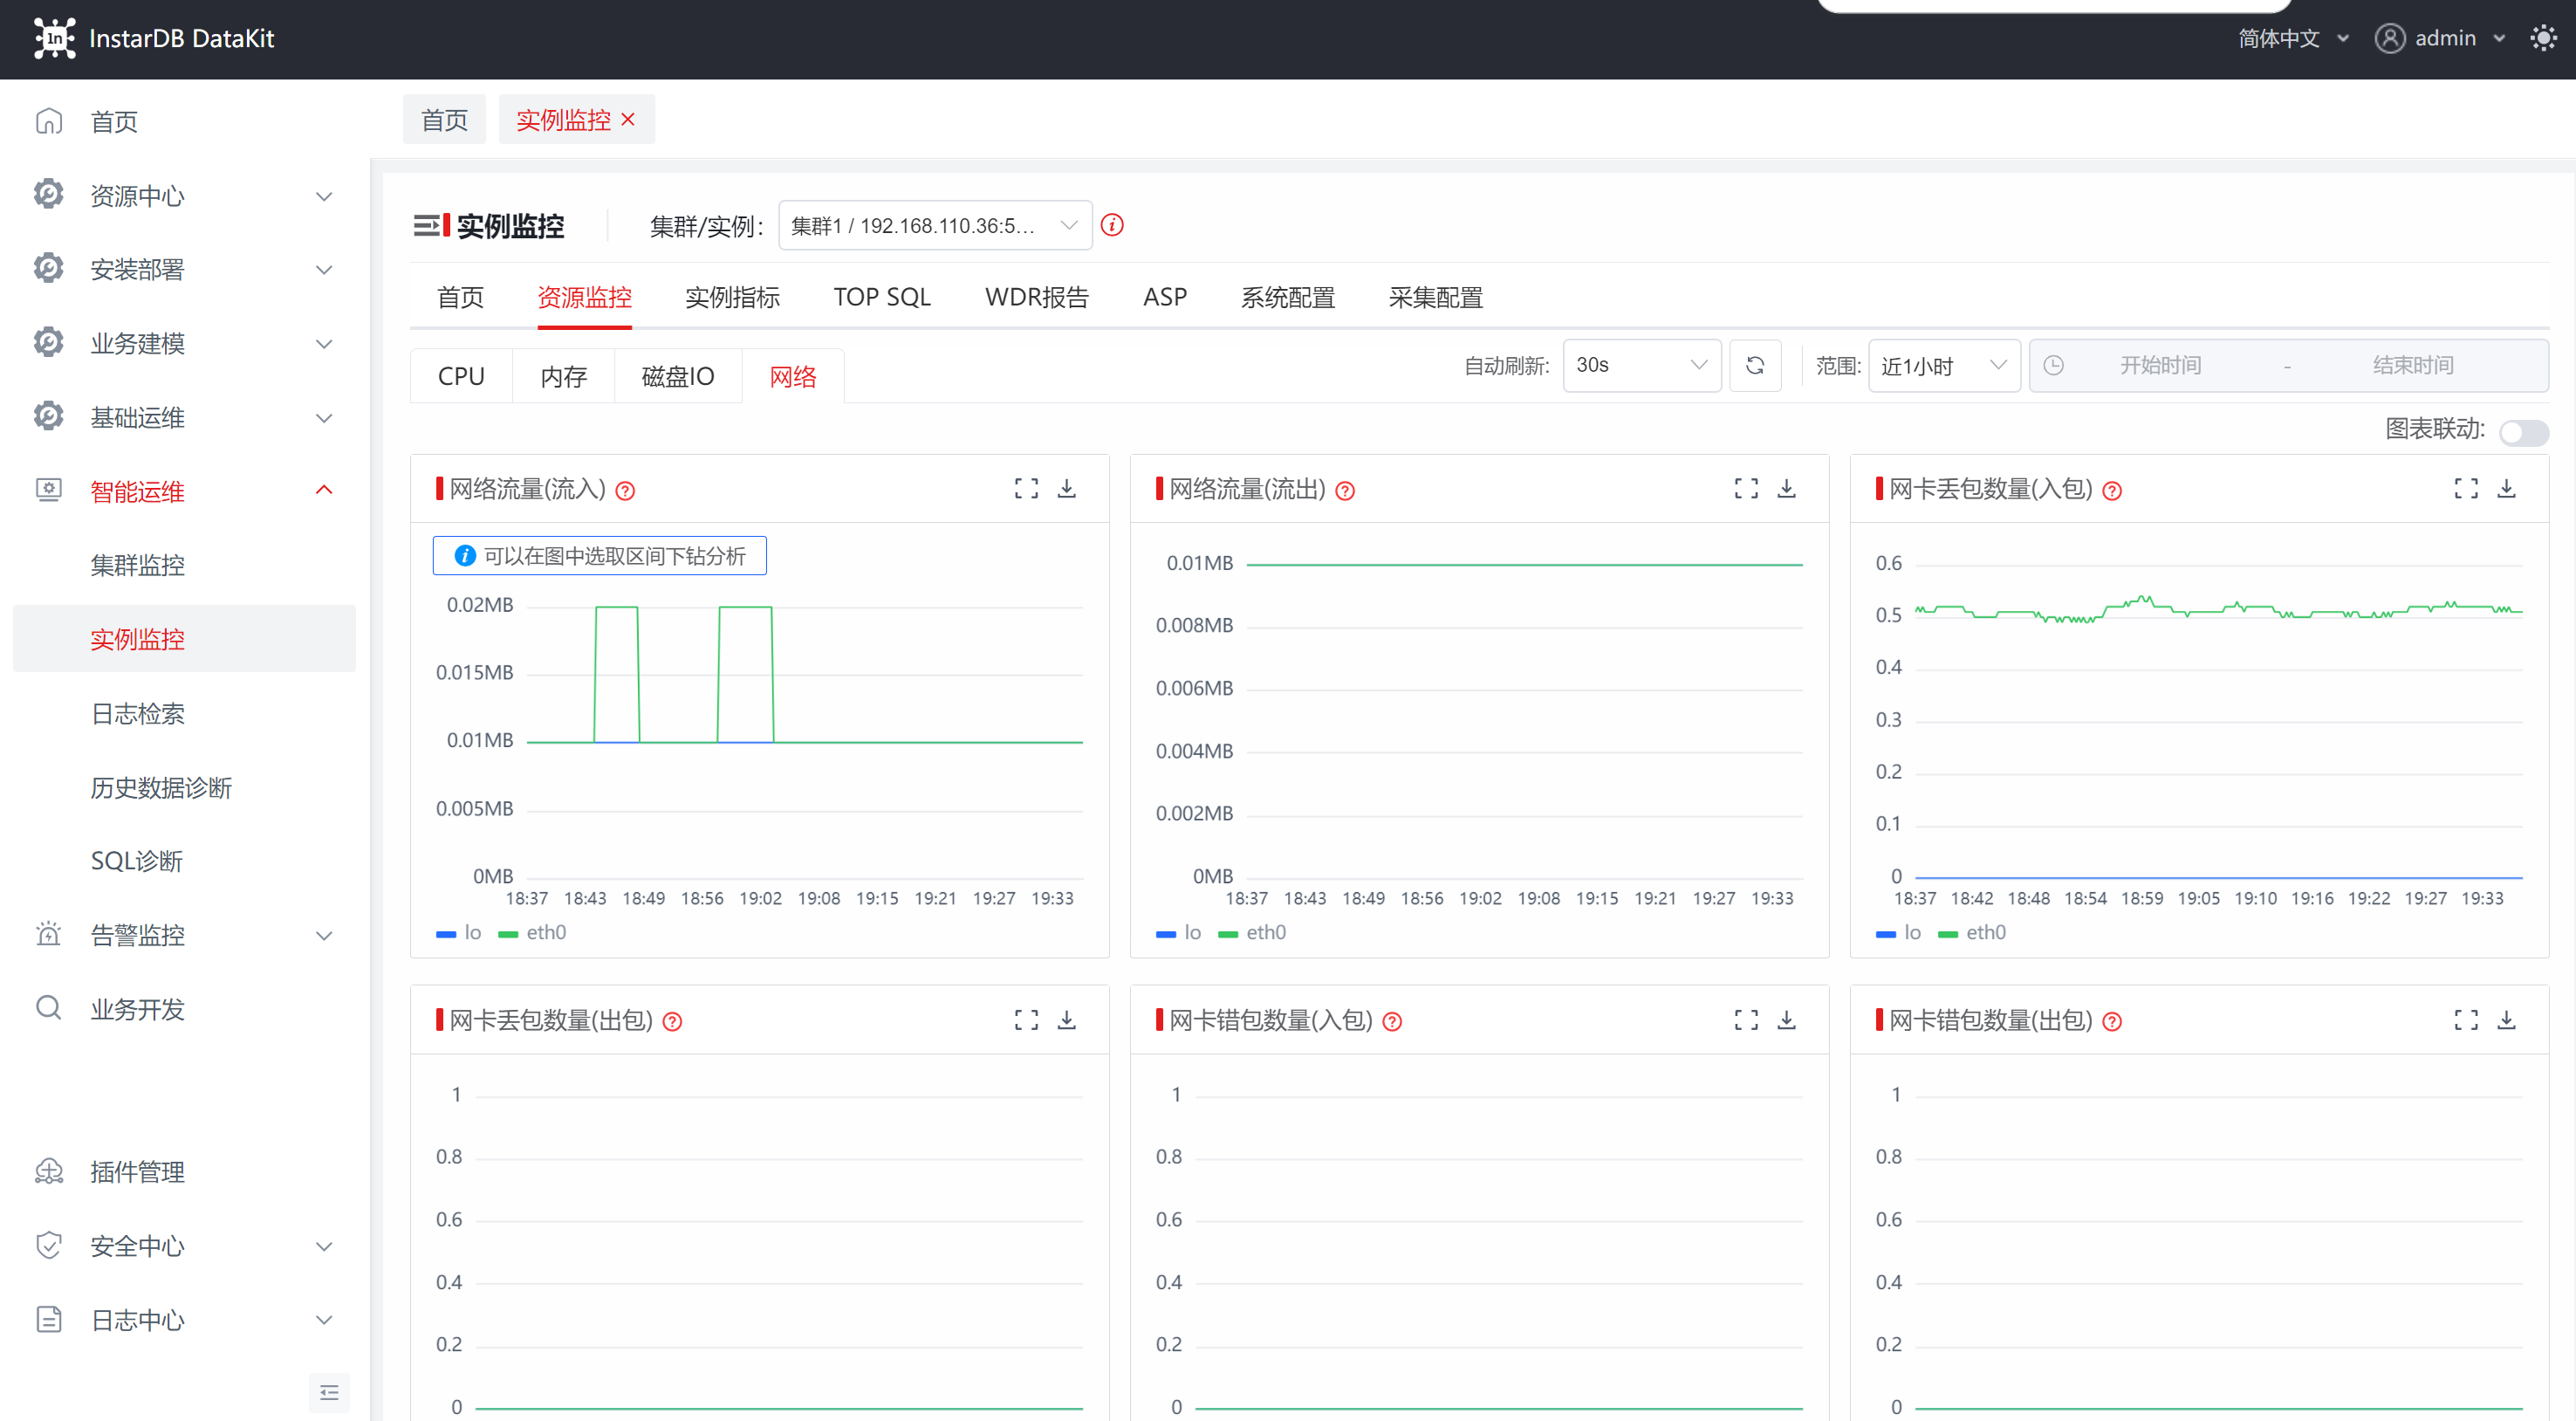 InstarDB DataKit
简体中文
admin
首页
资源中心
安装部署
业务建模
基础运维
智能运维
集群监控
实例监控
日志检索
历史数据诊断
SQL诊断
告警监控
业务开发
插件管理
安全中心
日志中心
首页 实例监控
实例监控 集群/实例: 集群1 / 192.168.110.36:5...
首页 资源监控 实例指标 TOP SQL WDR报告 ASP 系统配置 采集配置
CPU 内存 磁盘IO 网络 自动刷新: 30s 范围: 近1小时 开始时间 - 结束时间
图表联动:
网络流量(流入)
可以在图中选取区间下钻分析
0.02MB
0.015MB
0.01MB
0.005MB
0MB
18:37 18:43 18:49 18:56 19:02 19:08 19:15 19:21 19:27 19:33
lo eth0
网络流量(流出)
0.01MB
0.008MB
0.006MB
0.004MB
0.002MB
0MB
18:37 18:43 18:49 18:56 19:02 19:08 19:15 19:21 19:27 19:33
lo eth0
网卡丢包数量(入包)
0.6
0.5
0.4
0.3
0.2
0.1
0
18:37 18:42 18:48 18:54 18:59 19:05 19:10 19:16 19:22 19:27 19:33
lo eth0
网卡丢包数量(出包)
1
0.8
0.6
0.4
0.2
0
网卡错包数量(入包)
1
0.8
0.6
0.4
0.2
0
网卡错包数量(出包)
1
0.8
0.6
0.4
0.2
0